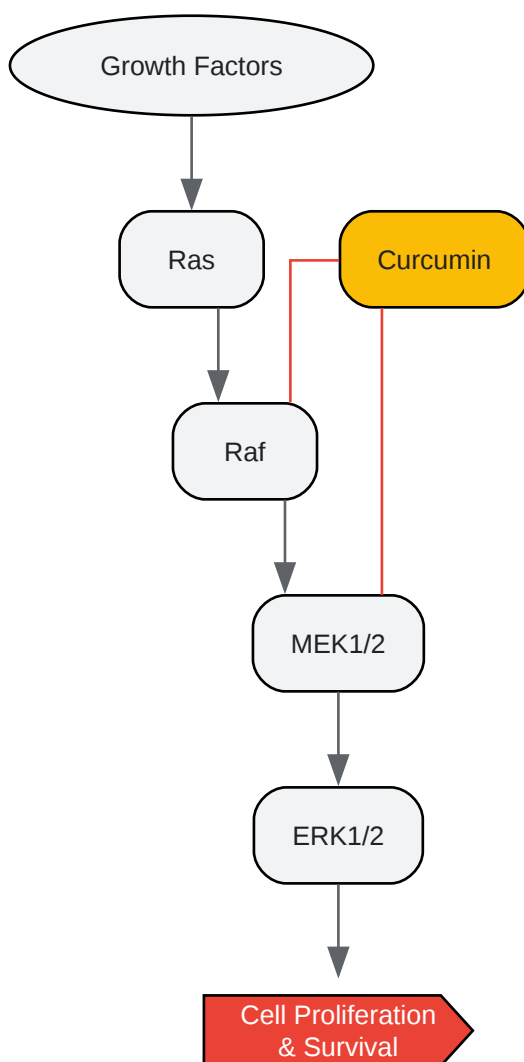 Growth Factors
Ras
Curcumin
Raf
MEK1/2
ERK1/2
Cell Proliferation
& Survival